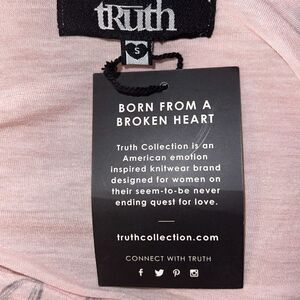 tRuth
S
BORN FROM A
BROKEN HEART
Truth Collection is an
American emotion
inspired knitwear brand
designed for women on
their seem-to-be never
ending quest for love.
truthcollection.com
CONNECT WITH TRUTH